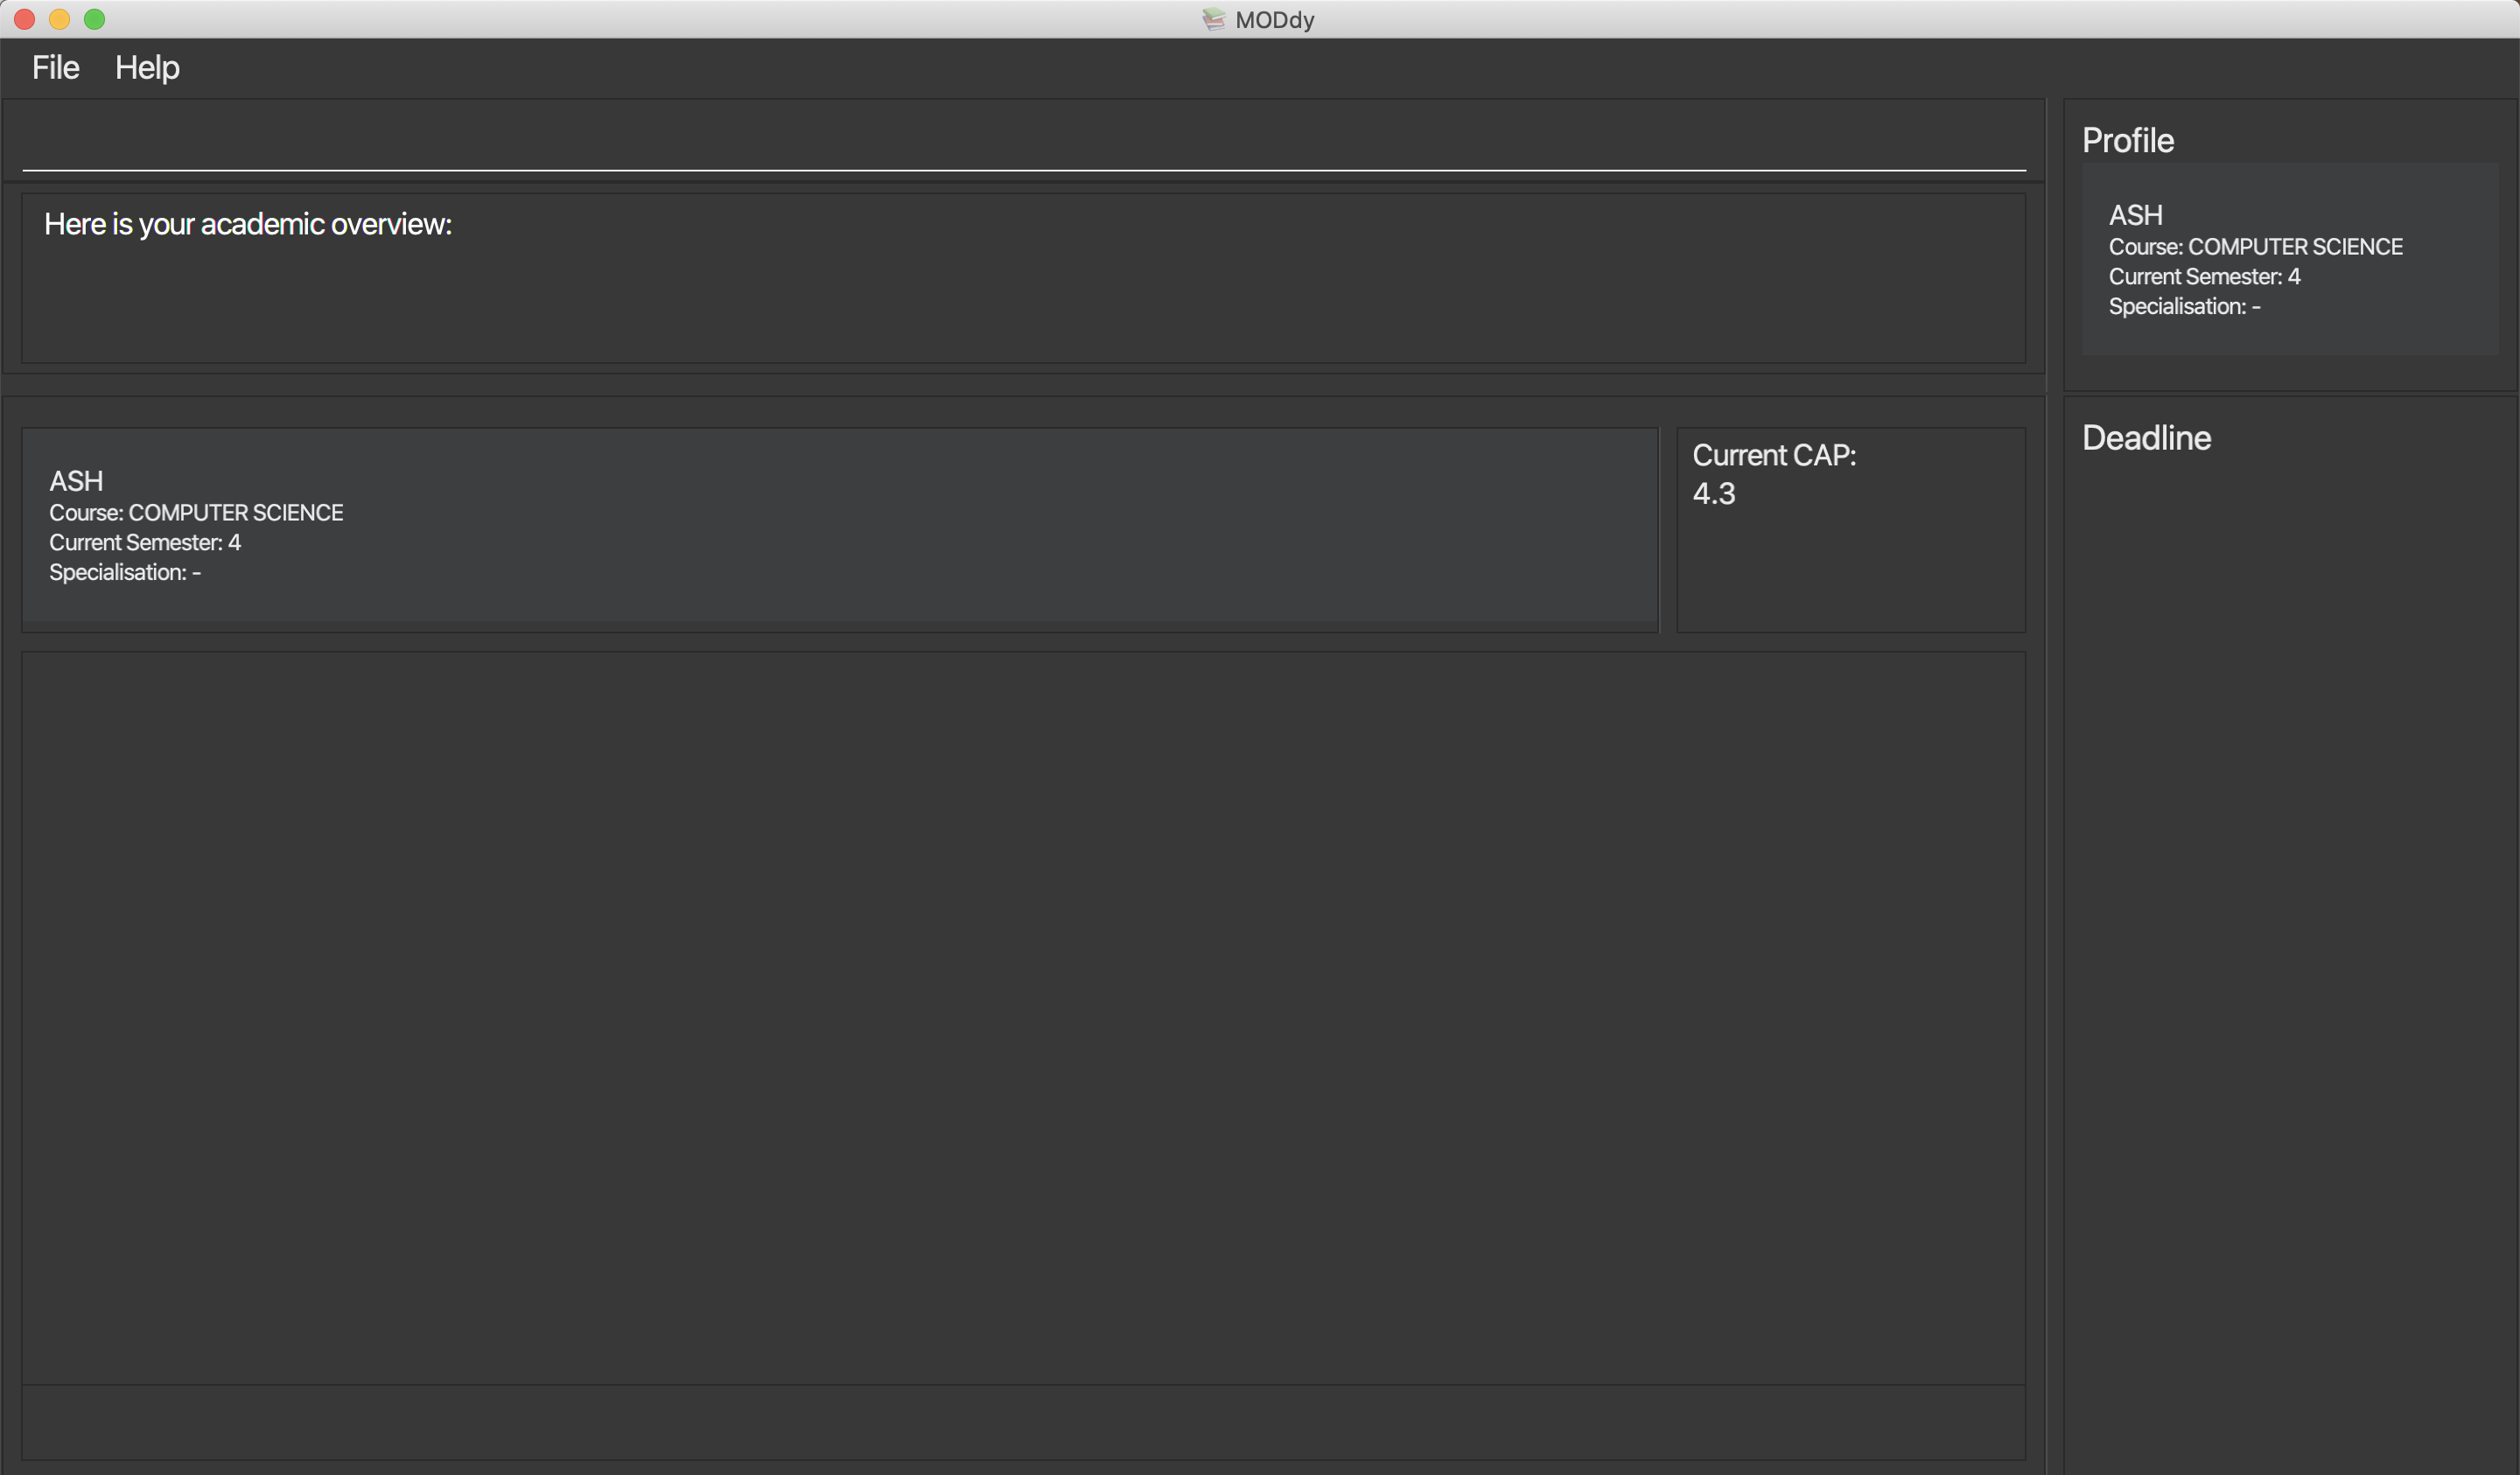 MODdy
File Help
Here is your academic overview:
ASH
Course: COMPUTER SCIENCE
Current Semester: 4
Specialisation: -
Current CAP:
4.3
Profile
ASH
Course: COMPUTER SCIENCE
Current Semester: 4
Specialisation: -
Deadline